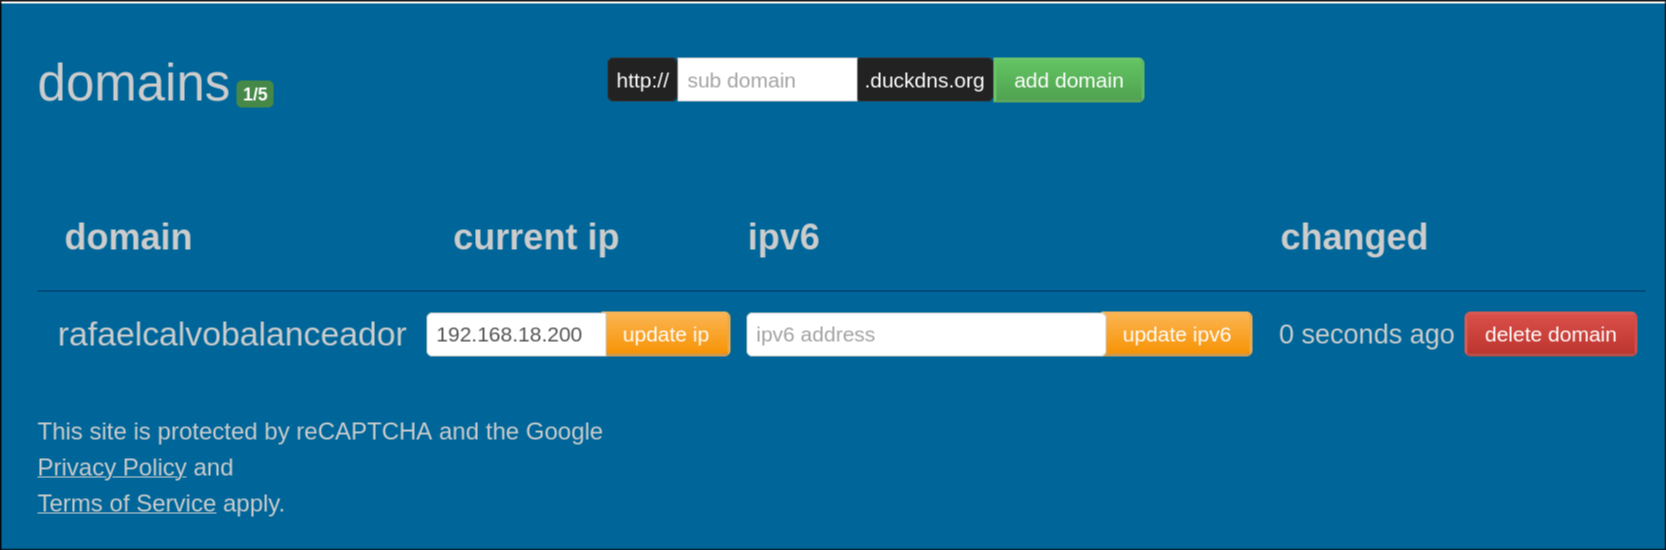 domains 1/5
http:// sub domain .duckdns.org add domain
domain current ip ipv6 changed
rafaelcalvobalanceador 192.168.18.200 update ip ipv6 address update ipv6 0 seconds ago delete domain
This site is protected by reCAPTCHA and the Google
Privacy Policy and
Terms of Service apply.